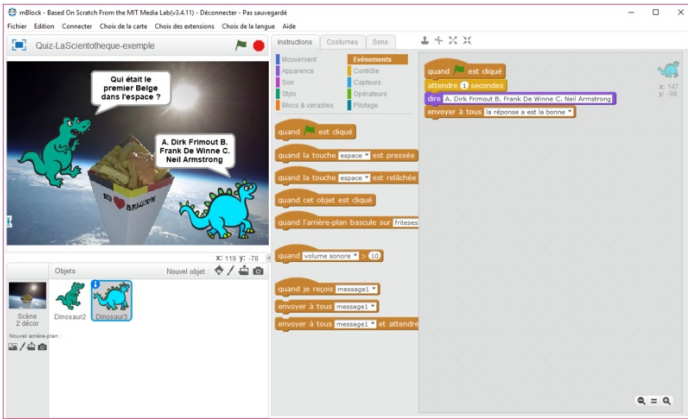 mBlock - Based On Scratch From the MIT Media Lab(v3.4.11) - Déconnecter - Pas sauvegardé
Fichier Edition Connecter Choix de la carte Choix des extensions Choix de la langue Aide
Quiz-LaScientotheque-exemple
Qui était le
premier Belge
dans l'espace ?
A. Dirk Frimout B.
Frank De Winne C.
Neil Armstrong
x: 119 y: -78
Objets
Nouvel objet :
Scène
2 décor
Nouvel arrière-plan :
Dinosaur2
Dinosaur3
Instructions
Costumes
Sons
Mouvement
Evénements
Apparence
Contrôle
Son
Capteurs
Stylo
Opérateurs
Blocs & variables
Pilotage
quand est cliqué
quand la touche espace est pressée
quand la touche espace est relâchée
quand cet objet est cliqué
quand l'arrière-plan bascule sur friteses
quand volume sonore > 10
quand je reçois message1
envoyer à tous message1
envoyer à tous message1 et attendre
quand est cliqué
attendre 1 secondes
dire A. Dirk Frimout B. Frank De Winne C. Neil Armstrong
envoyer à tous la réponse a est la bonne
x: 147
y: -98